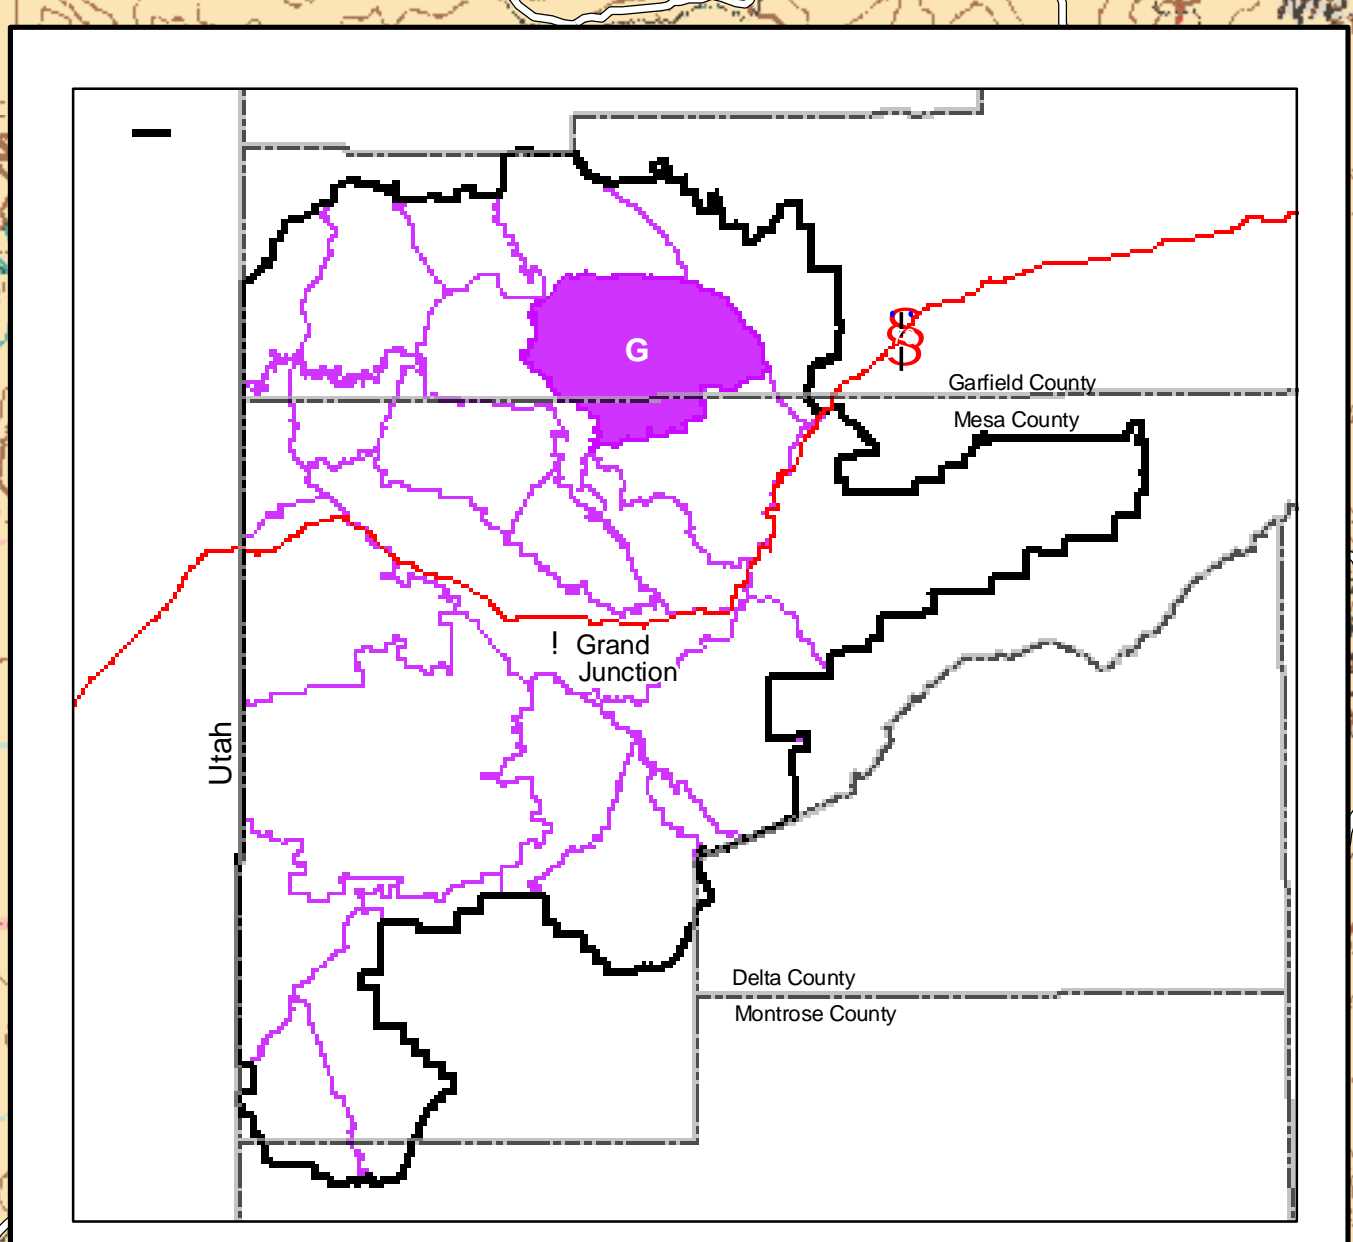 G
Garfield County
Mesa County
! Grand
Junction
Utah
Delta County
Montrose County